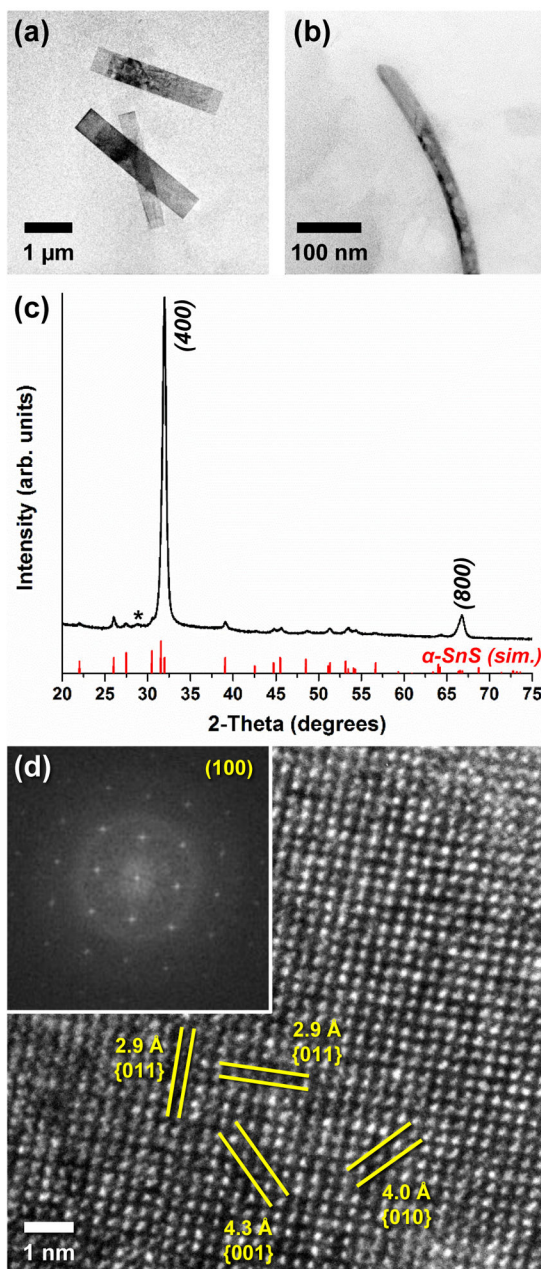 (a)
1 µm
(b)
100 nm
(c)
Intensity (arb. units)
(400)
*
(800)
α-SnS (sim.)
20 25 30 35 40 45 50 55 60 65 70 75
2-Theta (degrees)
(d)
(100)
2.9 Å
{011}
2.9 Å
{011}
4.3 Å
{001}
4.0 Å
{010}
1 nm